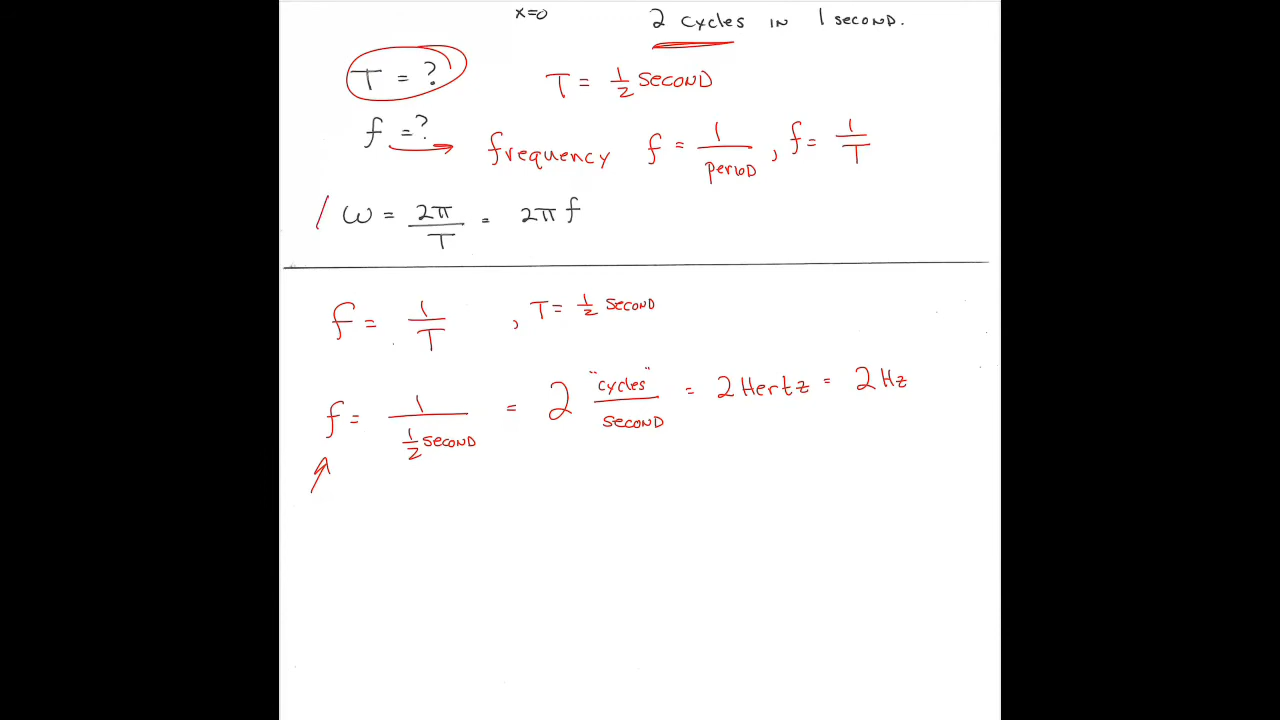 x=0
2 cycles in 1 second.
T = ?
T = 1/2 second
f = ?
frequency f = 1/period, f = 1/T
ω = 2π/T = 2π f
f = 1/T , T = 1/2 second
f = 1/(1/2 second) = 2 "cycles"/second = 2 Hertz = 2 Hz